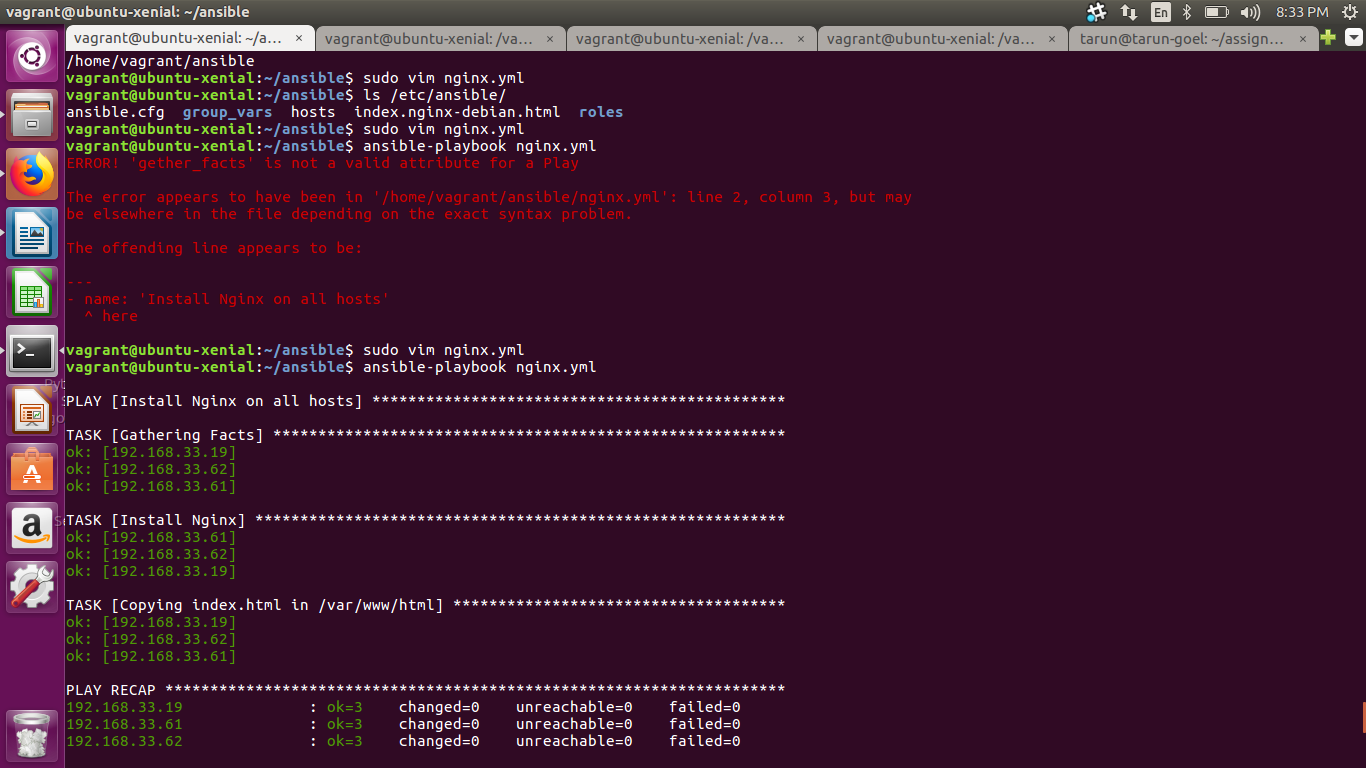 vagrant@ubuntu-xenial: ~/ansible
En
8:33 PM
vagrant@ubuntu-xenial: ~/a... ×
vagrant@ubuntu-xenial: /va... ×
vagrant@ubuntu-xenial: /va... ×
vagrant@ubuntu-xenial: /va... ×
tarun@tarun-goel: ~/assign... ×
/home/vagrant/ansible
vagrant@ubuntu-xenial:~/ansible$ sudo vim nginx.yml
vagrant@ubuntu-xenial:~/ansible$ ls /etc/ansible/
ansible.cfg  group_vars  hosts  index.nginx-debian.html  roles
vagrant@ubuntu-xenial:~/ansible$ sudo vim nginx.yml
vagrant@ubuntu-xenial:~/ansible$ ansible-playbook nginx.yml
ERROR! 'gether_facts' is not a valid attribute for a Play
The error appears to have been in '/home/vagrant/ansible/nginx.yml': line 2, column 3, but may
be elsewhere in the file depending on the exact syntax problem.
The offending line appears to be:
---
- name: 'Install Nginx on all hosts'
  ^ here
vagrant@ubuntu-xenial:~/ansible$ sudo vim nginx.yml
vagrant@ubuntu-xenial:~/ansible$ ansible-playbook nginx.yml
PLAY [Install Nginx on all hosts] **********************************************
TASK [Gathering Facts] *********************************************************
ok: [192.168.33.19]
ok: [192.168.33.62]
ok: [192.168.33.61]
TASK [Install Nginx] ***********************************************************
ok: [192.168.33.61]
ok: [192.168.33.62]
ok: [192.168.33.19]
TASK [Copying index.html in /var/www/html] *************************************
ok: [192.168.33.19]
ok: [192.168.33.62]
ok: [192.168.33.61]
PLAY RECAP *********************************************************************
192.168.33.19              : ok=3    changed=0    unreachable=0    failed=0
192.168.33.61              : ok=3    changed=0    unreachable=0    failed=0
192.168.33.62              : ok=3    changed=0    unreachable=0    failed=0